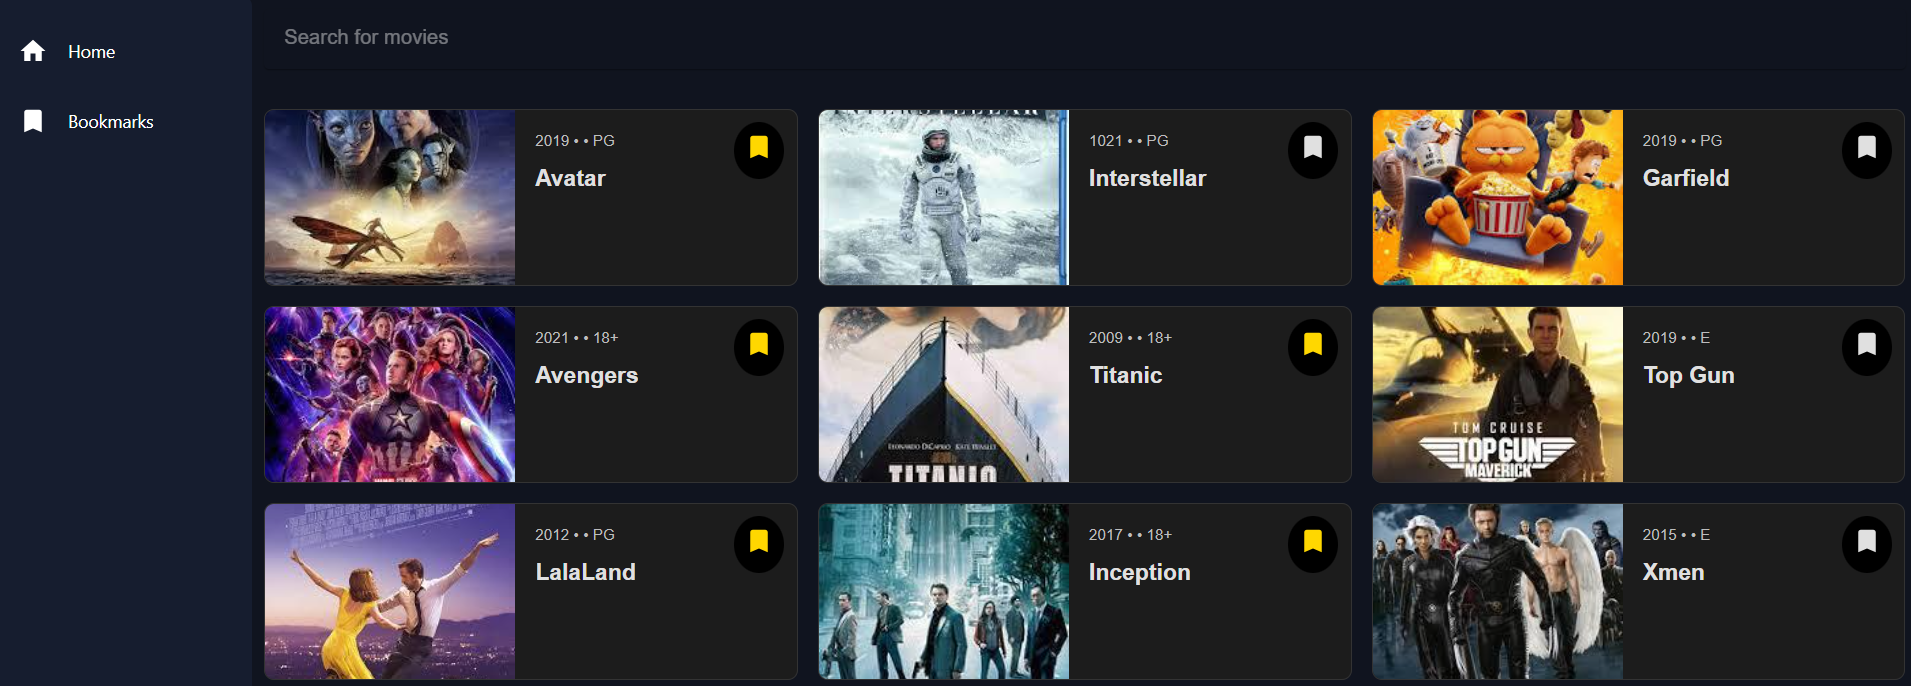 Home
Bookmarks
Search for movies
2019 • • PG
Avatar
INTERSTELLAR
1021 • • PG
Interstellar
2019 • • PG
Garfield
2021 • • 18+
Avengers
LEONARDO DICAPRIO KATE WINSLET
TITANIC
2009 • • 18+
Titanic
TOM CRUISE
TOPGUN
MAVERICK
2019 • • E
Top Gun
2012 • • PG
LalaLand
2017 • • 18+
Inception
2015 • • E
Xmen